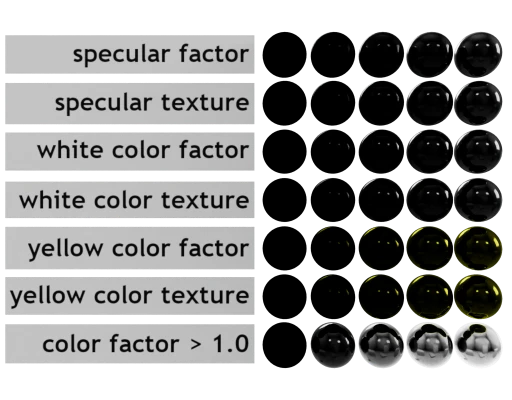 specular factor
specular texture
white color factor
white color texture
yellow color factor
yellow color texture
color factor > 1.0